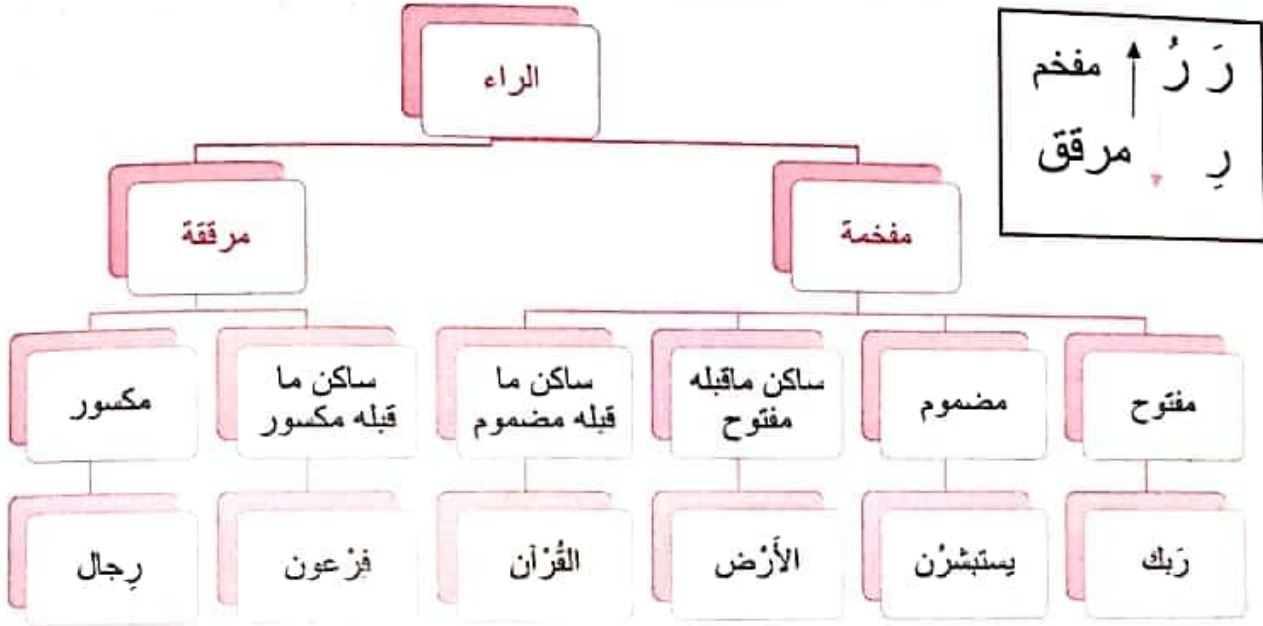 الراء
رَ رُ مفخم
رِ مرقق
مفخمة
مرققة
مفتوح
مضموم
ساكن ماقبله
مفتوح
ساكن ما
قبله مضموم
ساكن ما
قبله مكسور
مكسور
رَبك
يستبشرُن
الأَرْض
القُرْآن
فِرْعون
رِجال